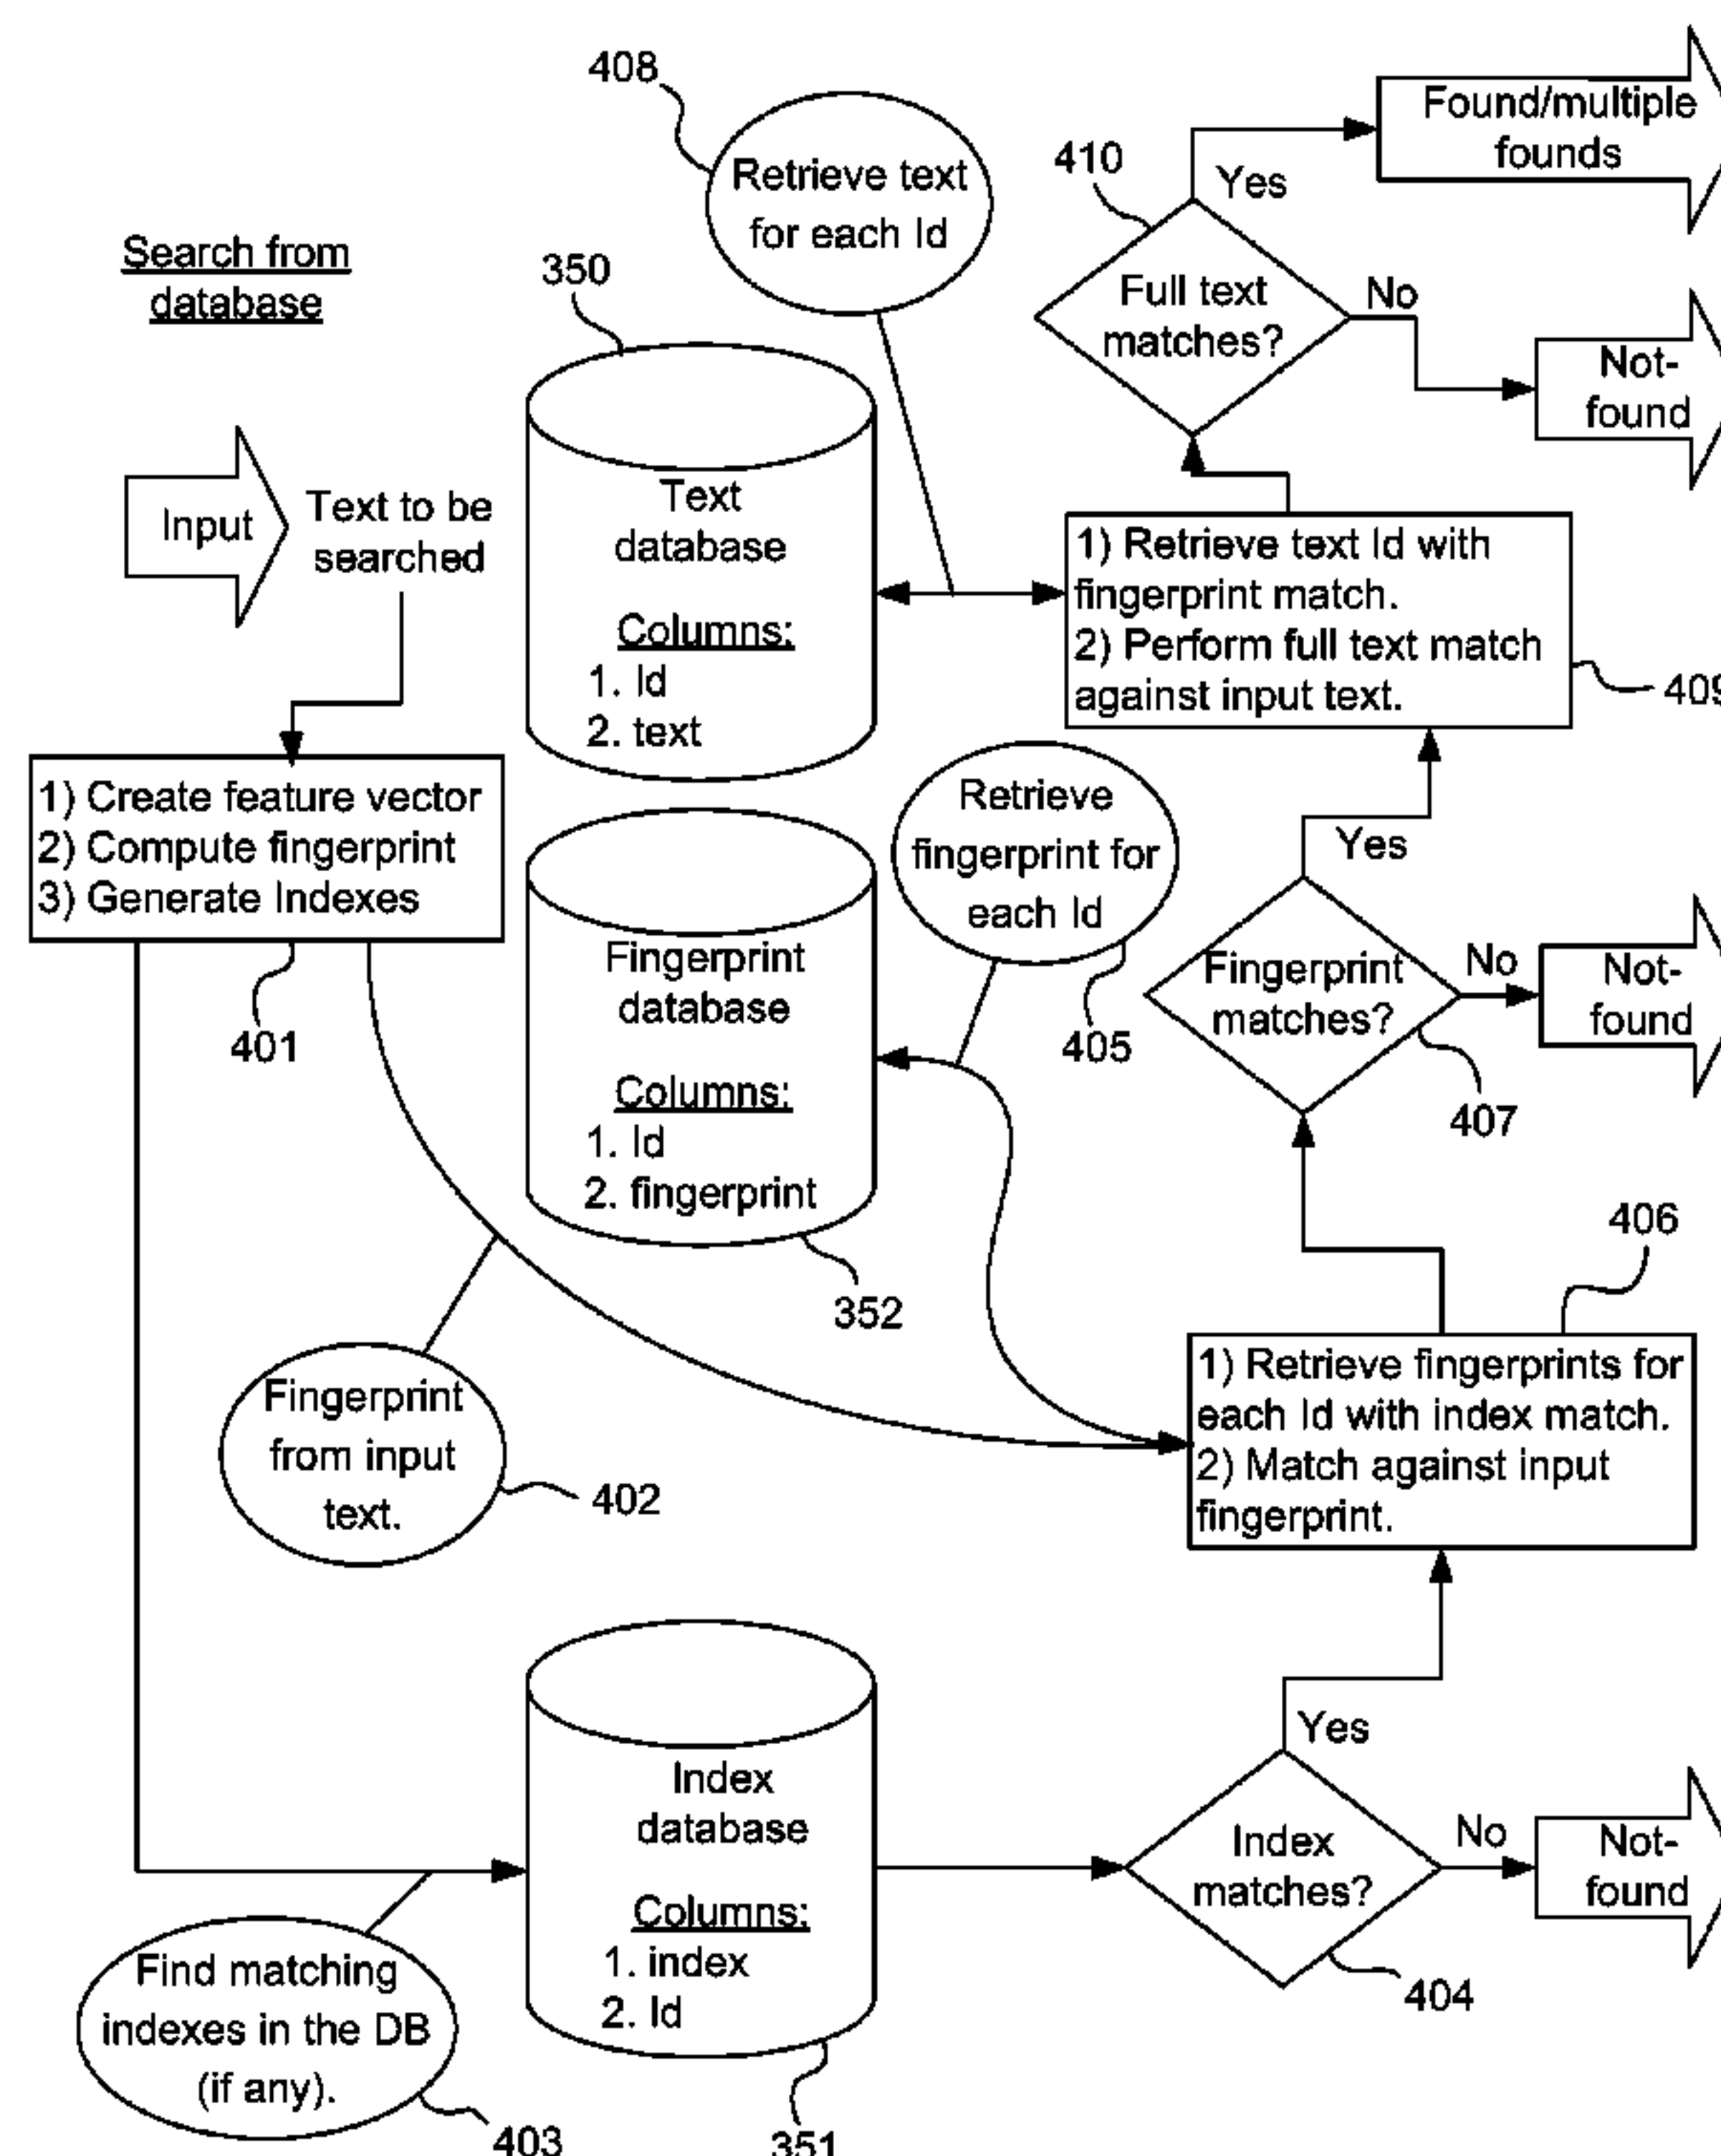 Search from
database
Input
Text to be
searched
1) Create feature vector
2) Compute fingerprint
3) Generate Indexes
401
408
Retrieve text
for each Id
350
Text
database
Columns:
1. Id
2. text
Fingerprint
database
Columns:
1. Id
2. fingerprint
352
Retrieve
fingerprint for
each Id
405
Fingerprint
from input
text.
402
Find matching
indexes in the DB
(if any).
403
Index
database
Columns:
1. index
2. Id
351
Index
matches?
404
Yes
No
Not-
found
1) Retrieve fingerprints for
each Id with index match.
2) Match against input
fingerprint.
406
Fingerprint
matches?
407
Yes
No
Not-
found
1) Retrieve text Id with
fingerprint match.
2) Perform full text match
against input text.
409
Full text
matches?
410
Yes
Found/multiple
founds
No
Not-
found